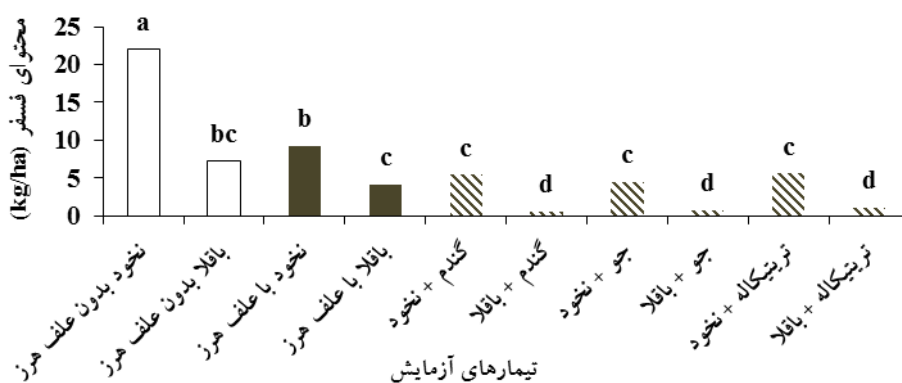 محتوای فسفر (kg/ha)
25
20
15
10
5
0
a
bc
b
c
c
d
c
d
c
d
نخود بدون علف هرز
باقلا بدون علف هرز
نخود با علف هرز
باقلا با علف هرز
گندم + نخود
گندم + باقلا
جو + نخود
جو + باقلا
تریتیکاله + نخود
تریتیکاله + باقلا
تیمارهای آزمایش